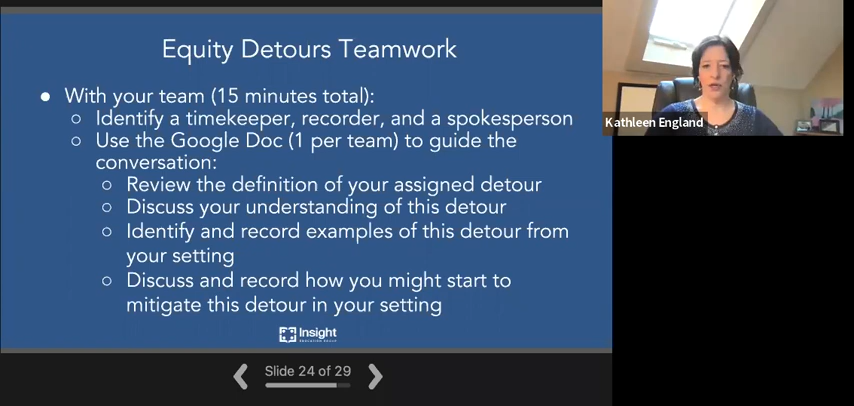 Equity Detours Teamwork
● With your team (15 minutes total):
○ Identify a timekeeper, recorder, and a spokesperson
○ Use the Google Doc (1 per team) to guide the
conversation:
○ Review the definition of your assigned detour
○ Discuss your understanding of this detour
○ Identify and record examples of this detour from
your setting
○ Discuss and record how you might start to
mitigate this detour in your setting
Insight
EDUCATION GROUP
Slide 24 of 29
Kathleen England